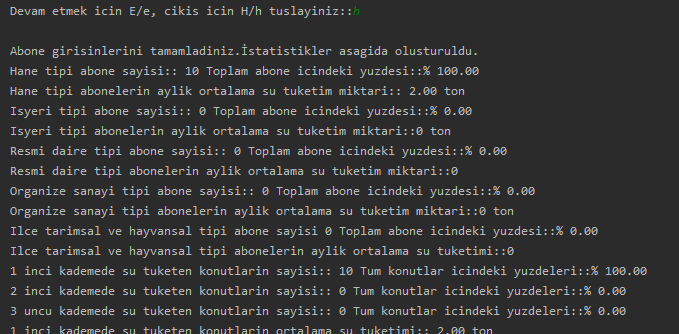 Devam etmek icin E/e, cikis icin H/h tuslayiniz::h
Abone girisinlerini tamamladiniz.İstatistikler asagida olusturuldu.
Hane tipi abone sayisi:: 10 Toplam abone icindeki yuzdesi::% 100.00
Hane tipi abonelerin aylik ortalama su tuketim miktari:: 2.00 ton
Isyeri tipi abone sayisi:: 0 Toplam abone icindeki yuzdesi::% 0.00
Isyeri tipi abonelerin aylik ortalama su tuketim miktari::0 ton
Resmi daire tipi abone sayisi:: 0 Toplam abone icindeki yuzdesi::% 0.00
Resmi daire tipi abonelerin aylik ortalama su tuketim miktari::0
Organize sanayi tipi abone sayisi:: 0 Toplam abone icindeki yuzdesi::% 0.00
Organize sanayi tipi abonelerin aylik ortalama su tuketim miktari::0 ton
Ilce tarimsal ve hayvansal tipi abone sayisi 0 Toplam abone icindeki yuzdesi::% 0.00
Ilce tarimsal ve hayvansal tipi abonelerin aylik ortalama su tuketimi::0
1 inci kademede su tuketen konutlarin sayisi:: 10 Tum konutlar icindeki yuzdeleri::% 100.00
2 inci kademede su tuketen konutlarin sayisi:: 0 Tum konutlar icindeki yuzdeleri::% 0.00
3 uncu kademede su tuketen konutlarin sayisi:: 0 Tum konutlar icindeki yuzdeleri::% 0.00
1 inci kademede su tuketen konutlarin ortalama su tuketimi:: 2.00 ton